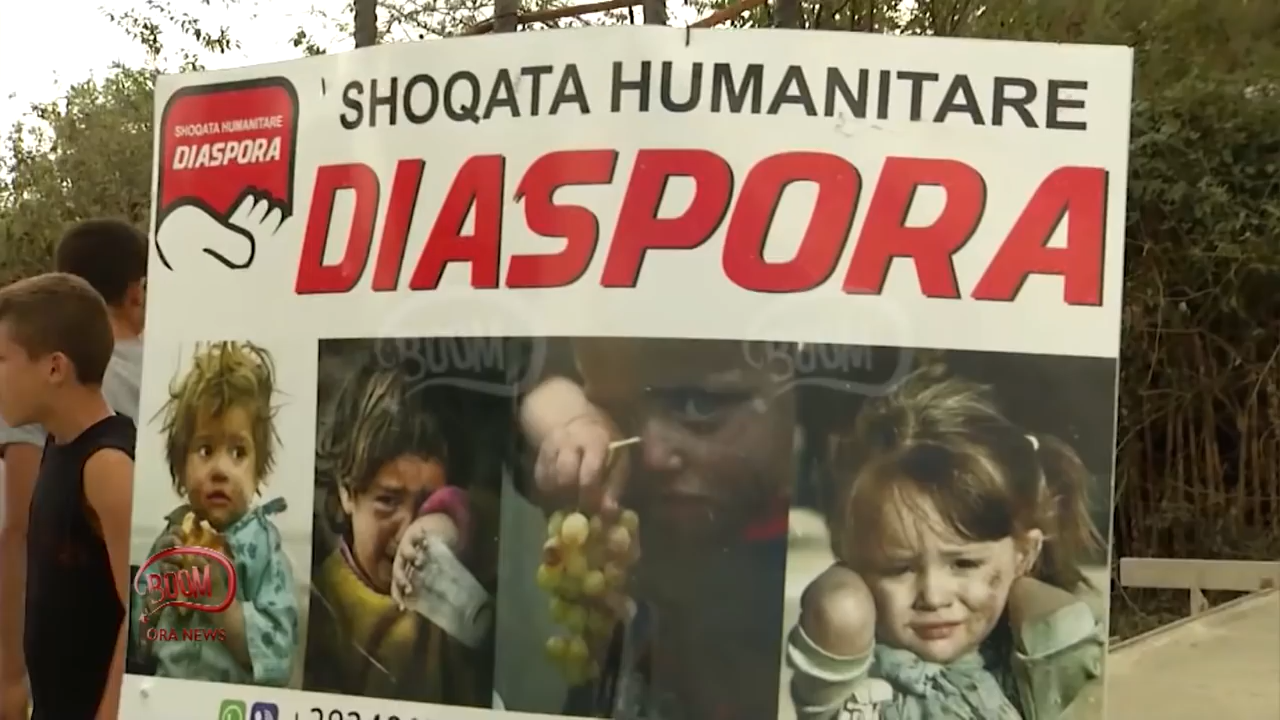 SHOQATA HUMANITARE
DIASPORA
SHOQATA HUMANITARE
DIASPORA
BOOM
BOOM
BOOM
ORA NEWS